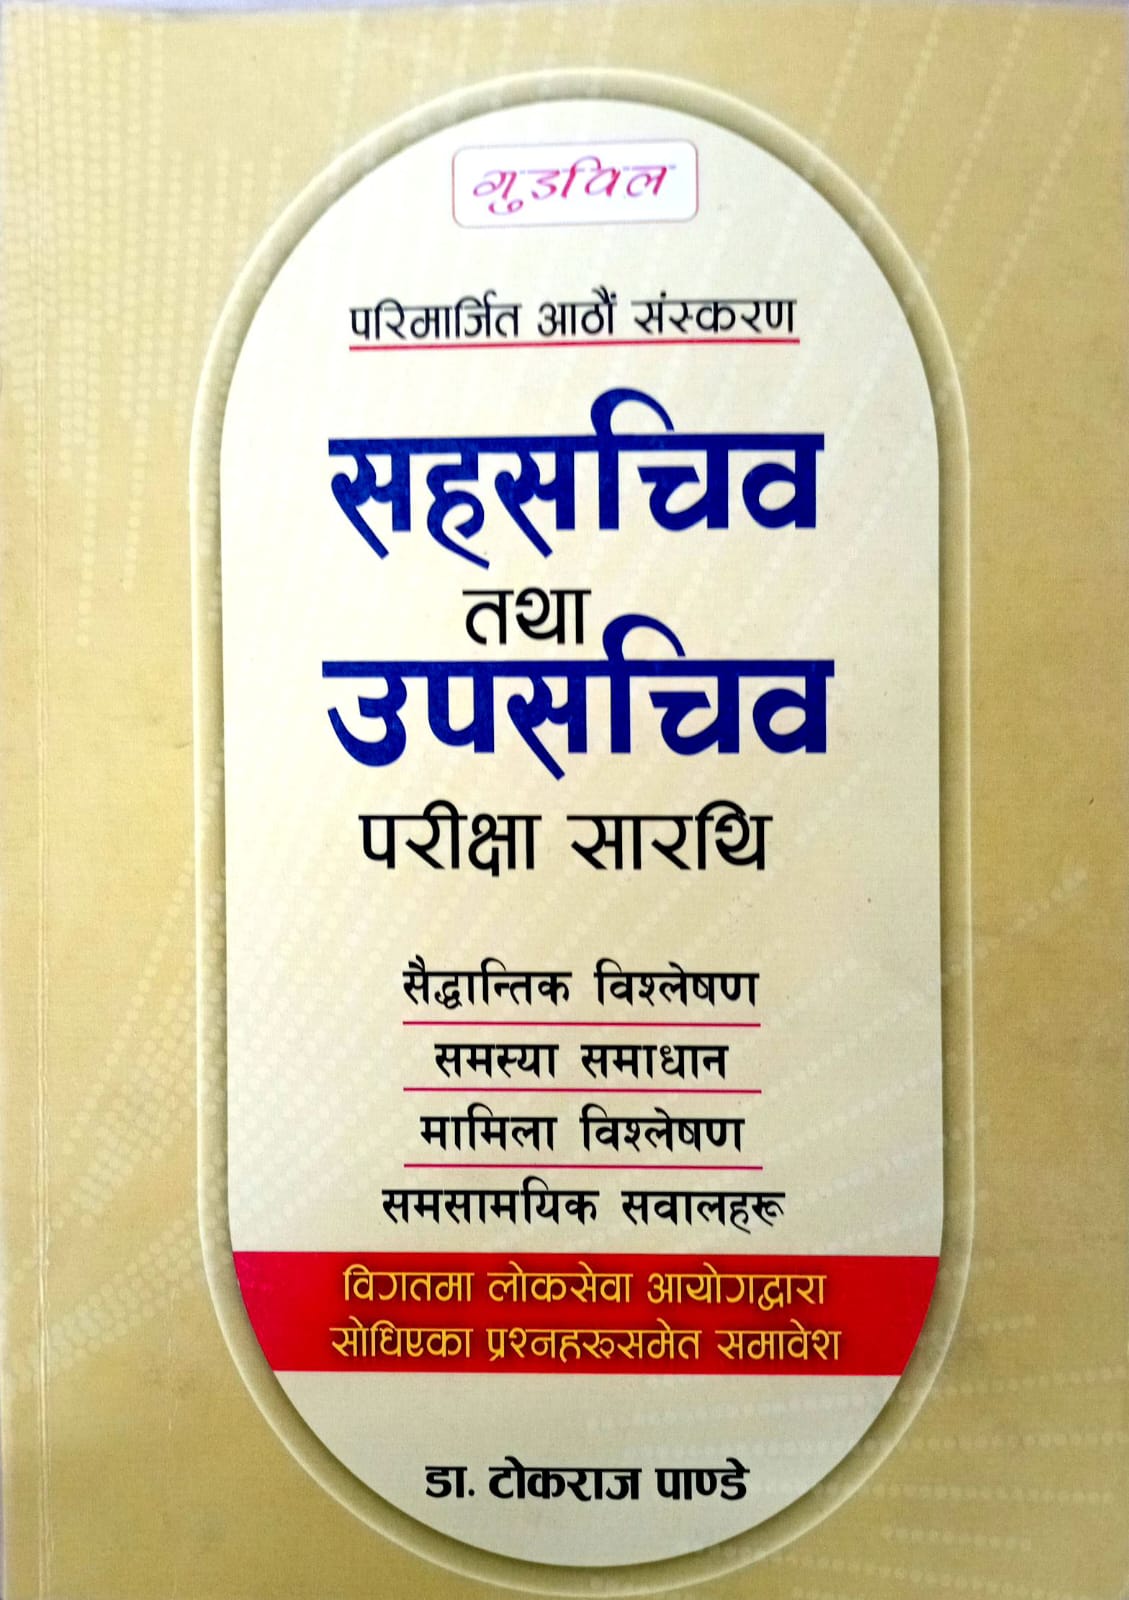 गुडविल
परिमार्जित आठौं संस्करण
सहसचिव
तथा
उपसचिव
परीक्षा सारथि
सैद्धान्तिक विश्लेषण
समस्या समाधान
मामिला विश्लेषण
समसामयिक सवालहरू
विगतमा लोकसेवा आयोगद्वारा
सोधिएका प्रश्नहरूसमेत समावेश
डा. टोकराज पाण्डे